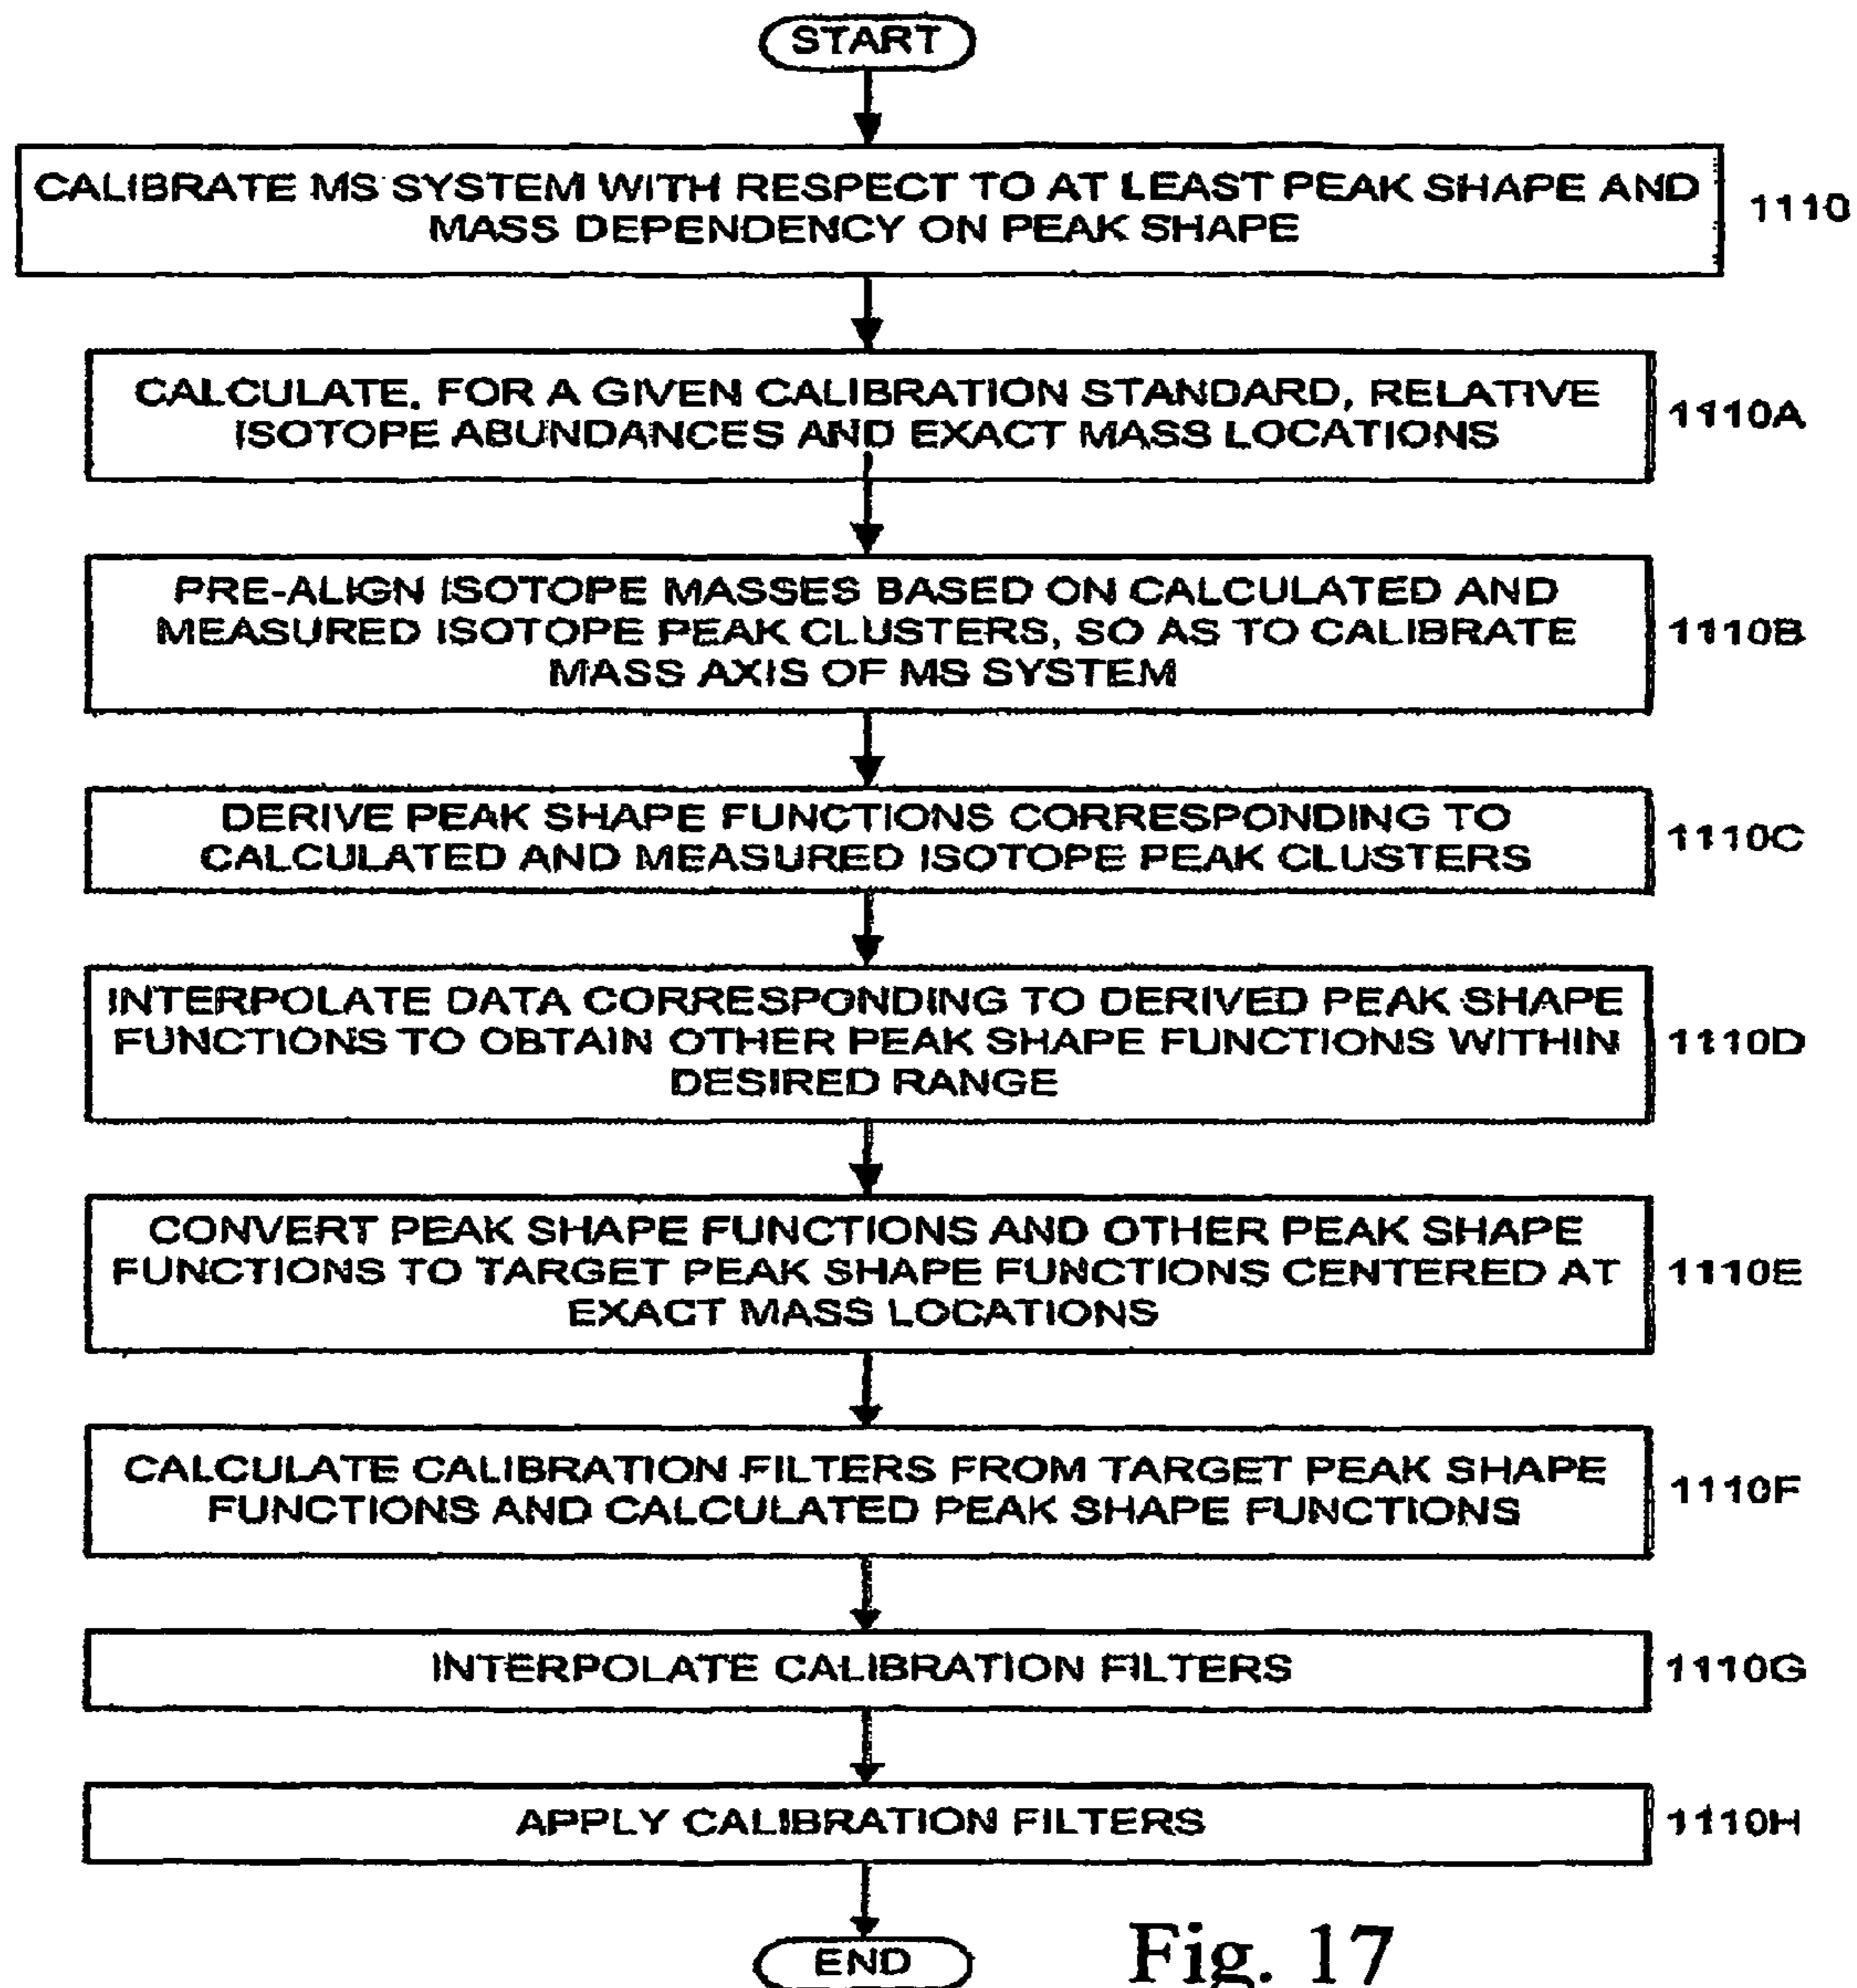 START
CALIBRATE MS SYSTEM WITH RESPECT TO AT LEAST PEAK SHAPE AND
MASS DEPENDENCY ON PEAK SHAPE
1110
CALCULATE, FOR A GIVEN CALIBRATION STANDARD, RELATIVE
ISOTOPE ABUNDANCES AND EXACT MASS LOCATIONS
1110A
PRE-ALIGN ISOTOPE MASSES BASED ON CALCULATED AND
MEASURED ISOTOPE PEAK CLUSTERS, SO AS TO CALIBRATE
MASS AXIS OF MS SYSTEM
1110B
DERIVE PEAK SHAPE FUNCTIONS CORRESPONDING TO
CALCULATED AND MEASURED ISOTOPE PEAK CLUSTERS
1110C
INTERPOLATE DATA CORRESPONDING TO DERIVED PEAK SHAPE
FUNCTIONS TO OBTAIN OTHER PEAK SHAPE FUNCTIONS WITHIN
DESIRED RANGE
1110D
CONVERT PEAK SHAPE FUNCTIONS AND OTHER PEAK SHAPE
FUNCTIONS TO TARGET PEAK SHAPE FUNCTIONS CENTERED AT
EXACT MASS LOCATIONS
1110E
CALCULATE CALIBRATION FILTERS FROM TARGET PEAK SHAPE
FUNCTIONS AND CALCULATED PEAK SHAPE FUNCTIONS
1110F
INTERPOLATE CALIBRATION FILTERS
1110G
APPLY CALIBRATION FILTERS
1110H
END
Fig. 17